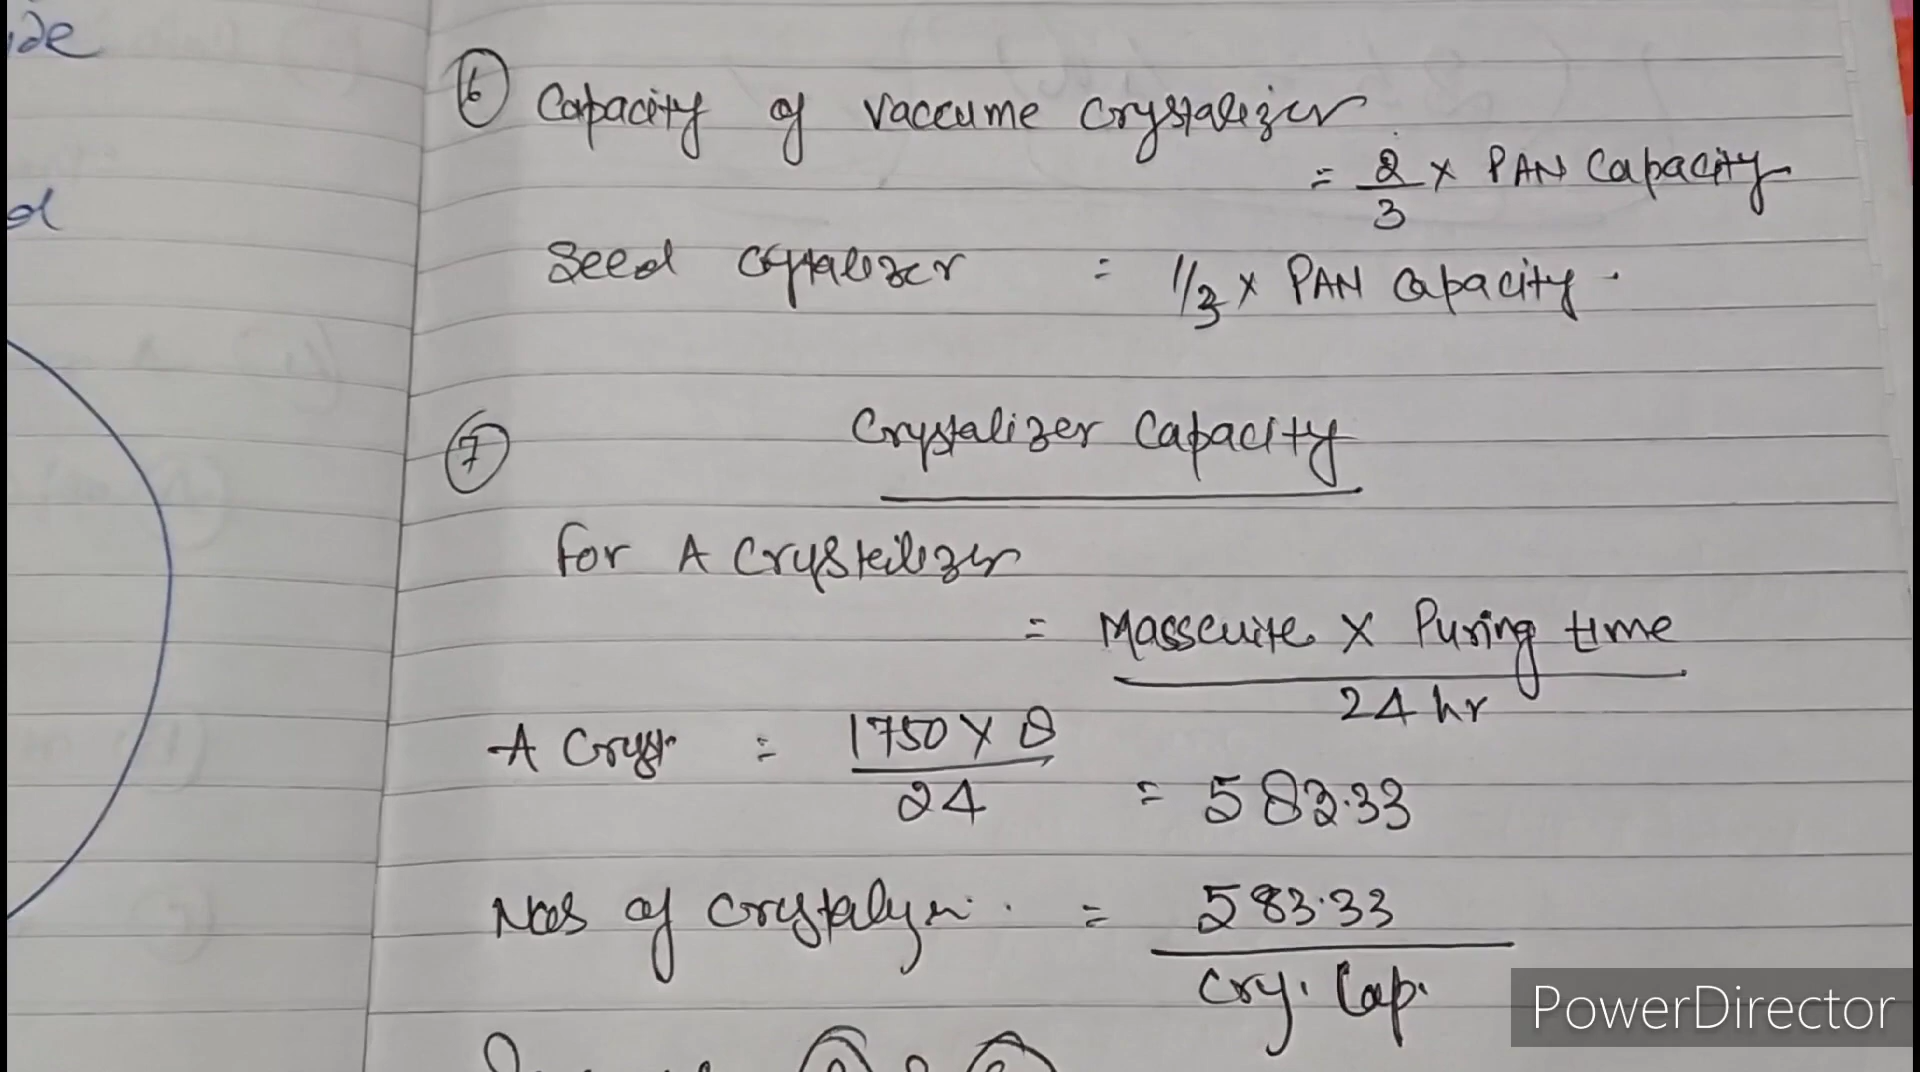 6 Capacity of vaccume Crystalizer
= 2/3 x PAN Capacity
Seed Crystalizer = 1/3 x PAN Capacity.
7 Crystalizer Capacity
for A Crystalizer
= Masscuite x Puring time / 24 hr
A Cryst. = 1750 x 8 / 24 = 583.33
Nos of Crystalyzer. = 583.33 / Cry. Cap.
PowerDirector